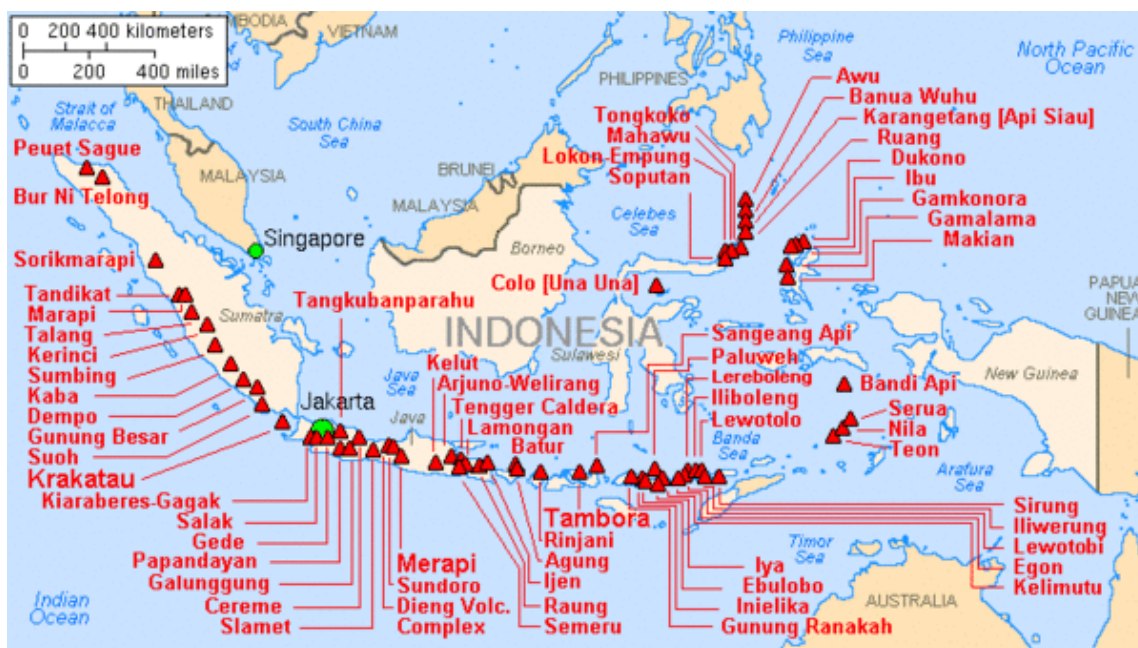 0 200 400 kilometers
0 200 400 miles
CAMBODIA
VIETNAM
THAILAND
Strait of
Malacca
South China
Sea
PHILIPPINES
Philippine
Sea
North Pacific
Ocean
Peuet Sague
Bur Ni Telong
MALAYSIA
BRUNEI
MALAYSIA
Singapore
Borneo
Celebes
Sea
Tongkoko
Mahawu
Lokon-Empung
Soputan
Awu
Banua Wuhu
Karangetang [Api Siau]
Ruang
Dukono
Ibu
Gamkonora
Gamalama
Makian
Sorikmarapi
Tandikat
Marapi
Talang
Kerinci
Sumbing
Kaba
Dempo
Gunung Besar
Suoh
Krakatau
Kiaraberes-Gagak
Salak
Gede
Papandayan
Galunggung
Cereme
Slamet
Sumatra
Tangkubanparahu
Jakarta
Java
Sea
Java
Colo [Una Una]
INDONESIA
Sulawesi
Kelut
Arjuno-Welirang
Tengger Caldera
Lamongan
Batur
Sangeang Api
Paluweh
Lereboleng
Iliboleng
Lewotolo
Banda
Sea
PAPUA
NEW
GUINEA
New Guinea
Bandi Api
Serua
Nila
Teon
Arafura
Sea
Merapi
Sundoro
Dieng Volc.
Complex
Tambora
Rinjani
Agung
Ijen
Raung
Semeru
Iya
Ebulobo
Inielika
Gunung Ranakah
Timor
Sea
Sirung
Iliwerung
Lewotobi
Egon
Kelimutu
AUSTRALIA
Indian
Ocean